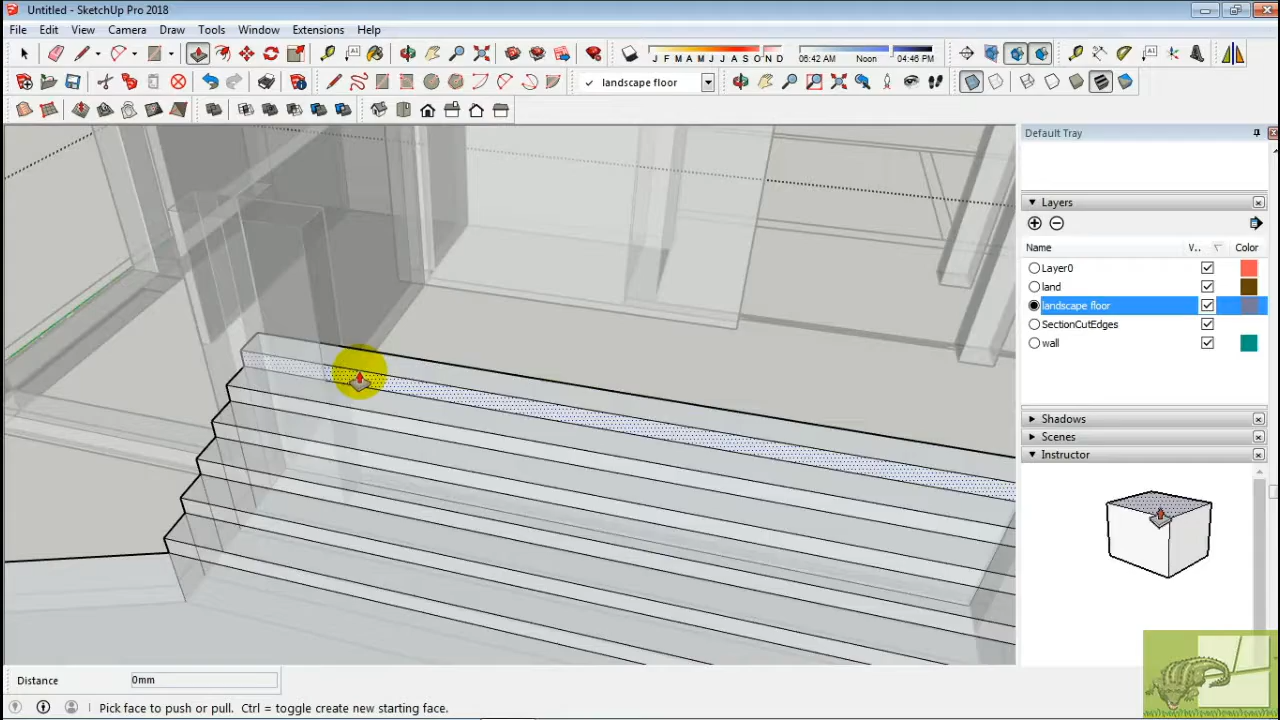 Untitled - SketchUp Pro 2018
File Edit View Camera Draw Tools Window Extensions Help
J F M A M J J A S O N D
06:42 AM Noon 04:46 PM
landscape floor
Default Tray
Layers
Name V.. Color
Layer0
land
landscape floor
SectionCutEdges
wall
Shadows
Scenes
Instructor
Distance 0mm
Pick face to push or pull. Ctrl = toggle create new starting face.